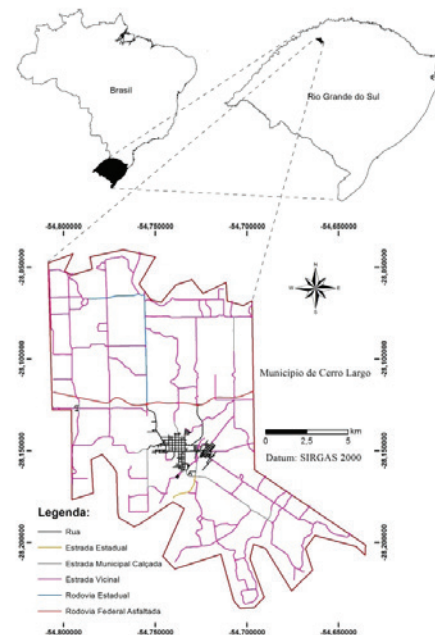 Brasil
Rio Grande do Sul
-54,800000
-54,750000
-54,700000
-54,650000
-28,050000
-28,050000
-28,100000
-28,100000
-28,150000
-28,150000
-28,200000
-28,200000
N
W
E
S
Município de Cerro Largo
0
2,5
5
km
Datum: SIRGAS 2000
Legenda:
Rua
Estrada Estadual
Estrada Municipal Calçada
Estrada Vicinal
Rodovia Estadual
Rodovia Federal Asfaltada
-54,800000
-54,750000
-54,700000
-54,650000